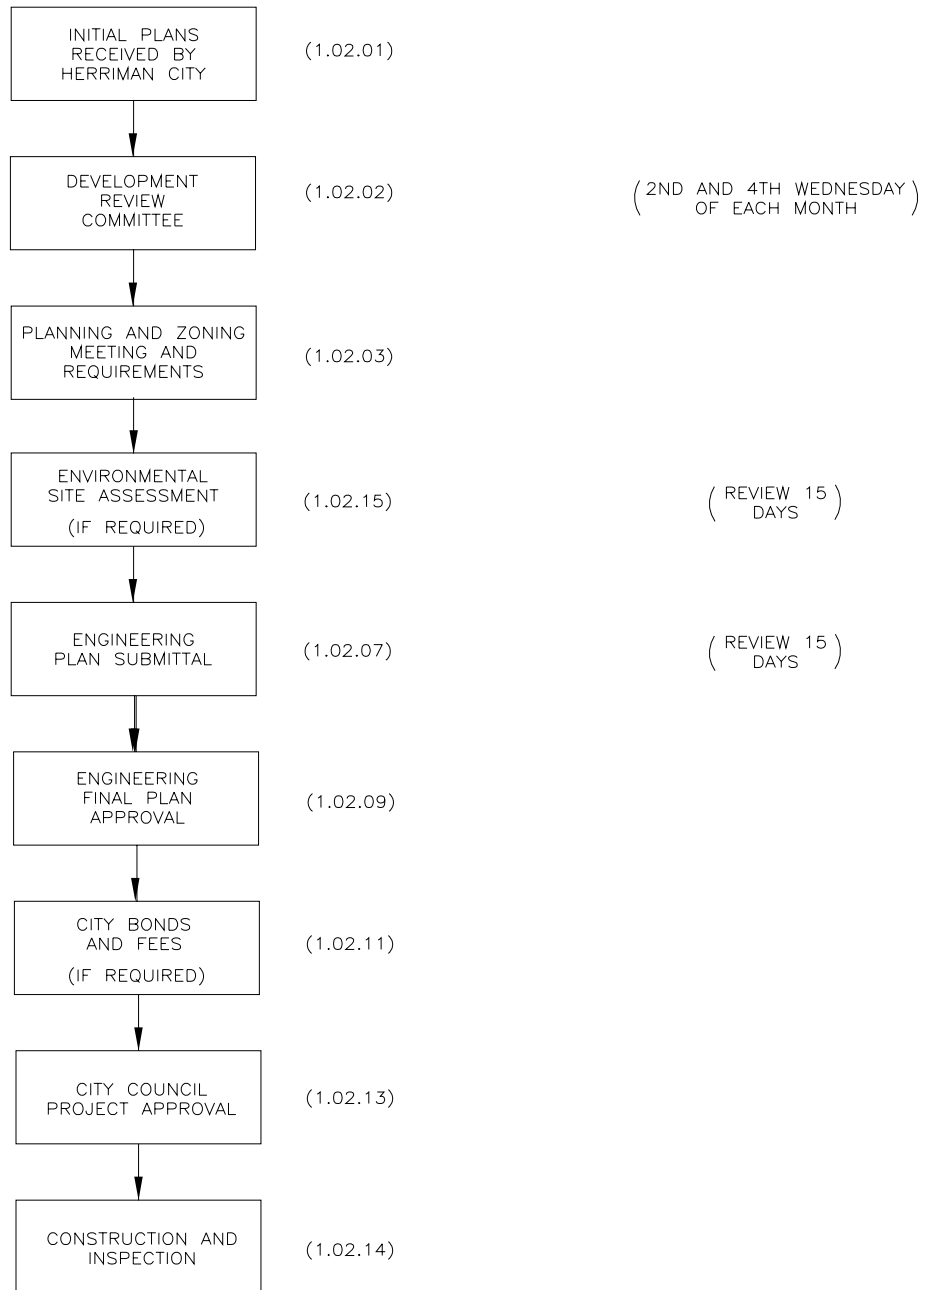 INITIAL PLANS
RECEIVED BY
HERRIMAN CITY
(1.02.01)
DEVELOPMENT
REVIEW
COMMITTEE
(1.02.02)
(2ND AND 4TH WEDNESDAY
OF EACH MONTH)
PLANNING AND ZONING
MEETING AND
REQUIREMENTS
(1.02.03)
ENVIRONMENTAL
SITE ASSESSMENT
(IF REQUIRED)
(1.02.15)
(REVIEW 15
DAYS)
ENGINEERING
PLAN SUBMITTAL
(1.02.07)
(REVIEW 15
DAYS)
ENGINEERING
FINAL PLAN
APPROVAL
(1.02.09)
CITY BONDS
AND FEES
(IF REQUIRED)
(1.02.11)
CITY COUNCIL
PROJECT APPROVAL
(1.02.13)
CONSTRUCTION AND
INSPECTION
(1.02.14)